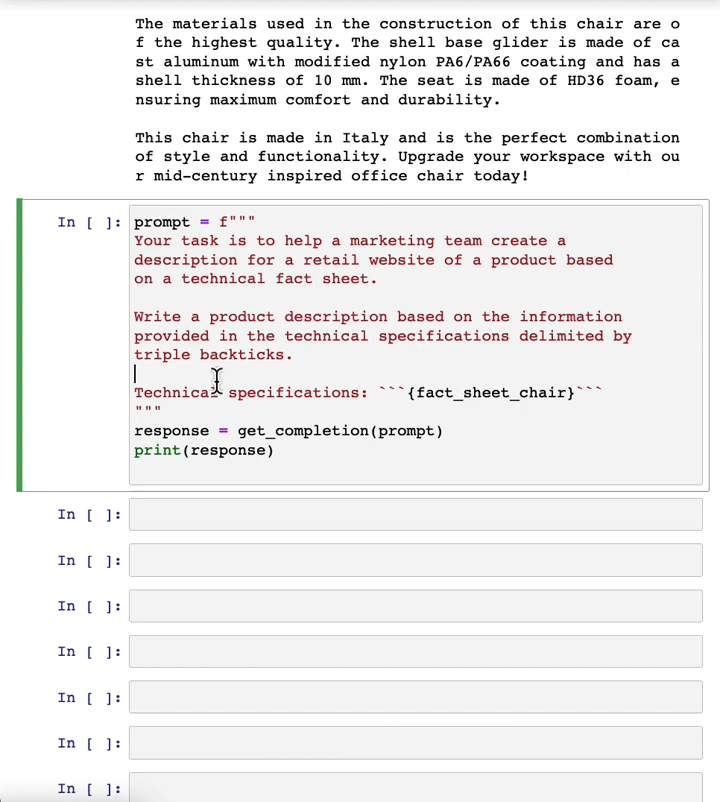 The materials used in the construction of this chair are o
f the highest quality. The shell base glider is made of ca
st aluminum with modified nylon PA6/PA66 coating and has a
shell thickness of 10 mm. The seat is made of HD36 foam, e
nsuring maximum comfort and durability.
This chair is made in Italy and is the perfect combination
of style and functionality. Upgrade your workspace with ou
r mid-century inspired office chair today!
In [ ]: prompt = f"""
Your task is to help a marketing team create a
description for a retail website of a product based
on a technical fact sheet.
Write a product description based on the information
provided in the technical specifications delimited by
triple backticks.
Technical specifications: ```{fact_sheet_chair}```
"""
response = get_completion(prompt)
print(response)
In [ ]:
In [ ]:
In [ ]:
In [ ]:
In [ ]:
In [ ]:
In [ ]: